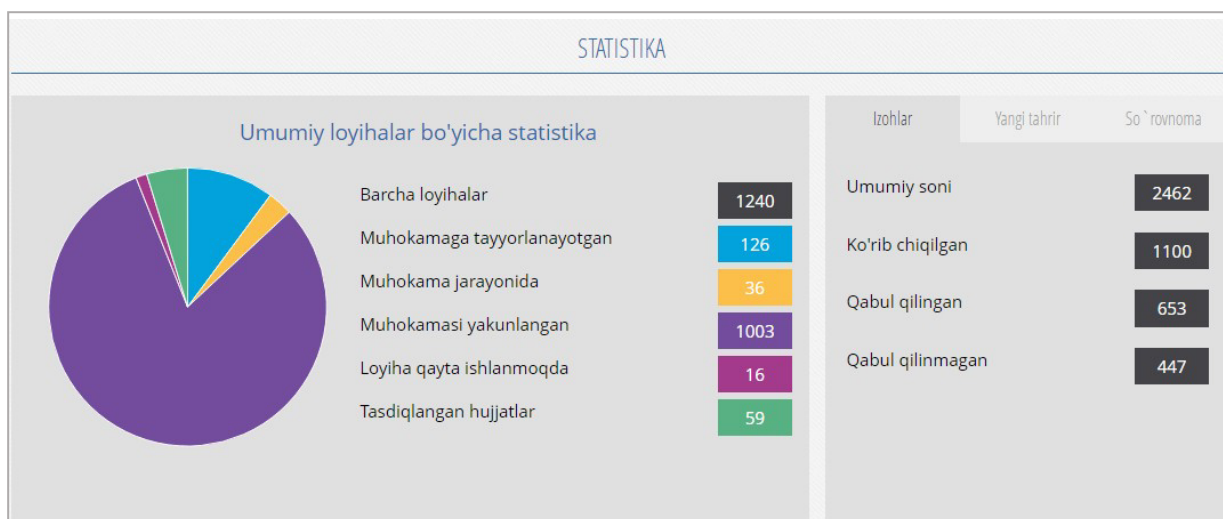 STATISTIKA
Umumiy loyihalar bo'yicha statistika
Barcha loyihalar 1240
Muhokamaga tayyorlanayotgan 126
Muhokama jarayonida 36
Muhokamasi yakunlangan 1003
Loyiha qayta ishlanmoqda 16
Tasdiqlangan hujjatlar 59
Izohlar Yangi tahrir So`rovnoma
Umumiy soni 2462
Ko'rib chiqilgan 1100
Qabul qilingan 653
Qabul qilinmagan 447